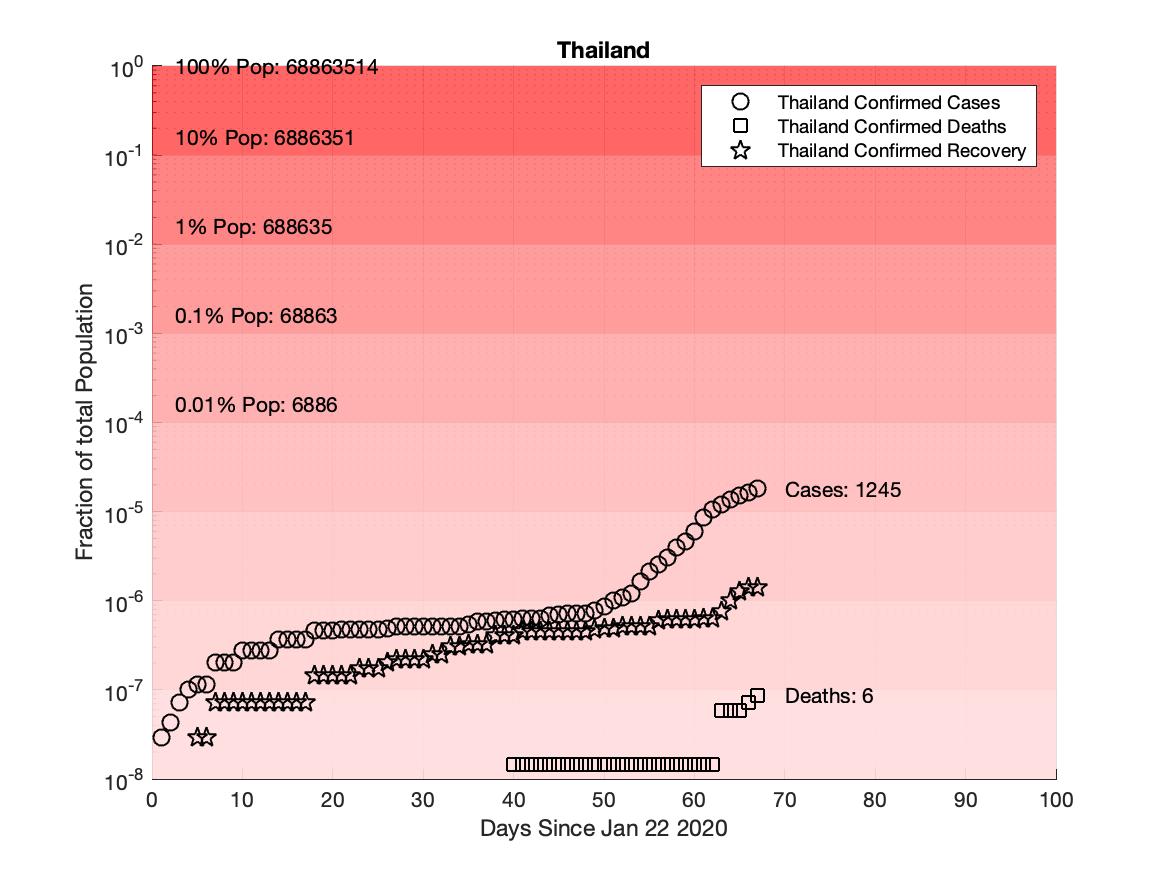 Thailand
10^0
100% Pop: 68863514
Thailand Confirmed Cases
Thailand Confirmed Deaths
Thailand Confirmed Recovery
10% Pop: 6886351
10^-1
1% Pop: 688635
10^-2
0.1% Pop: 68863
10^-3
0.01% Pop: 6886
10^-4
Cases: 1245
10^-5
10^-6
10^-7
Deaths: 6
10^-8
Fraction of total Population
0 10 20 30 40 50 60 70 80 90 100
Days Since Jan 22 2020